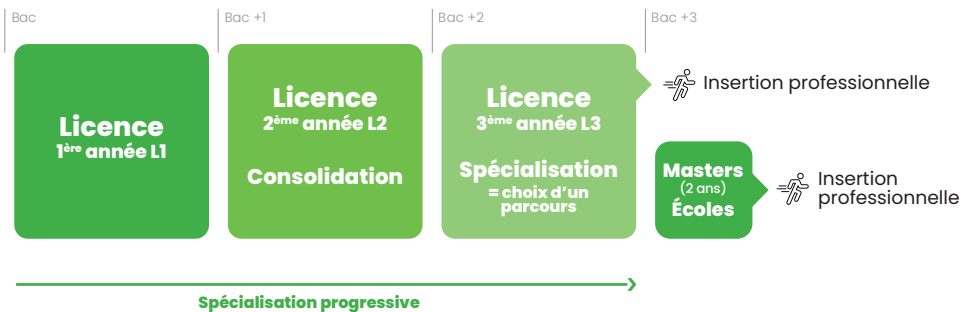 Bac
Bac +1
Bac +2
Bac +3
Licence
1ère année L1
Licence
2ème année L2
Consolidation
Licence
3ème année L3
Spécialisation
= choix d’un
parcours
Insertion professionnelle
Masters
(2 ans)
Écoles
Insertion
professionnelle
Spécialisation progressive